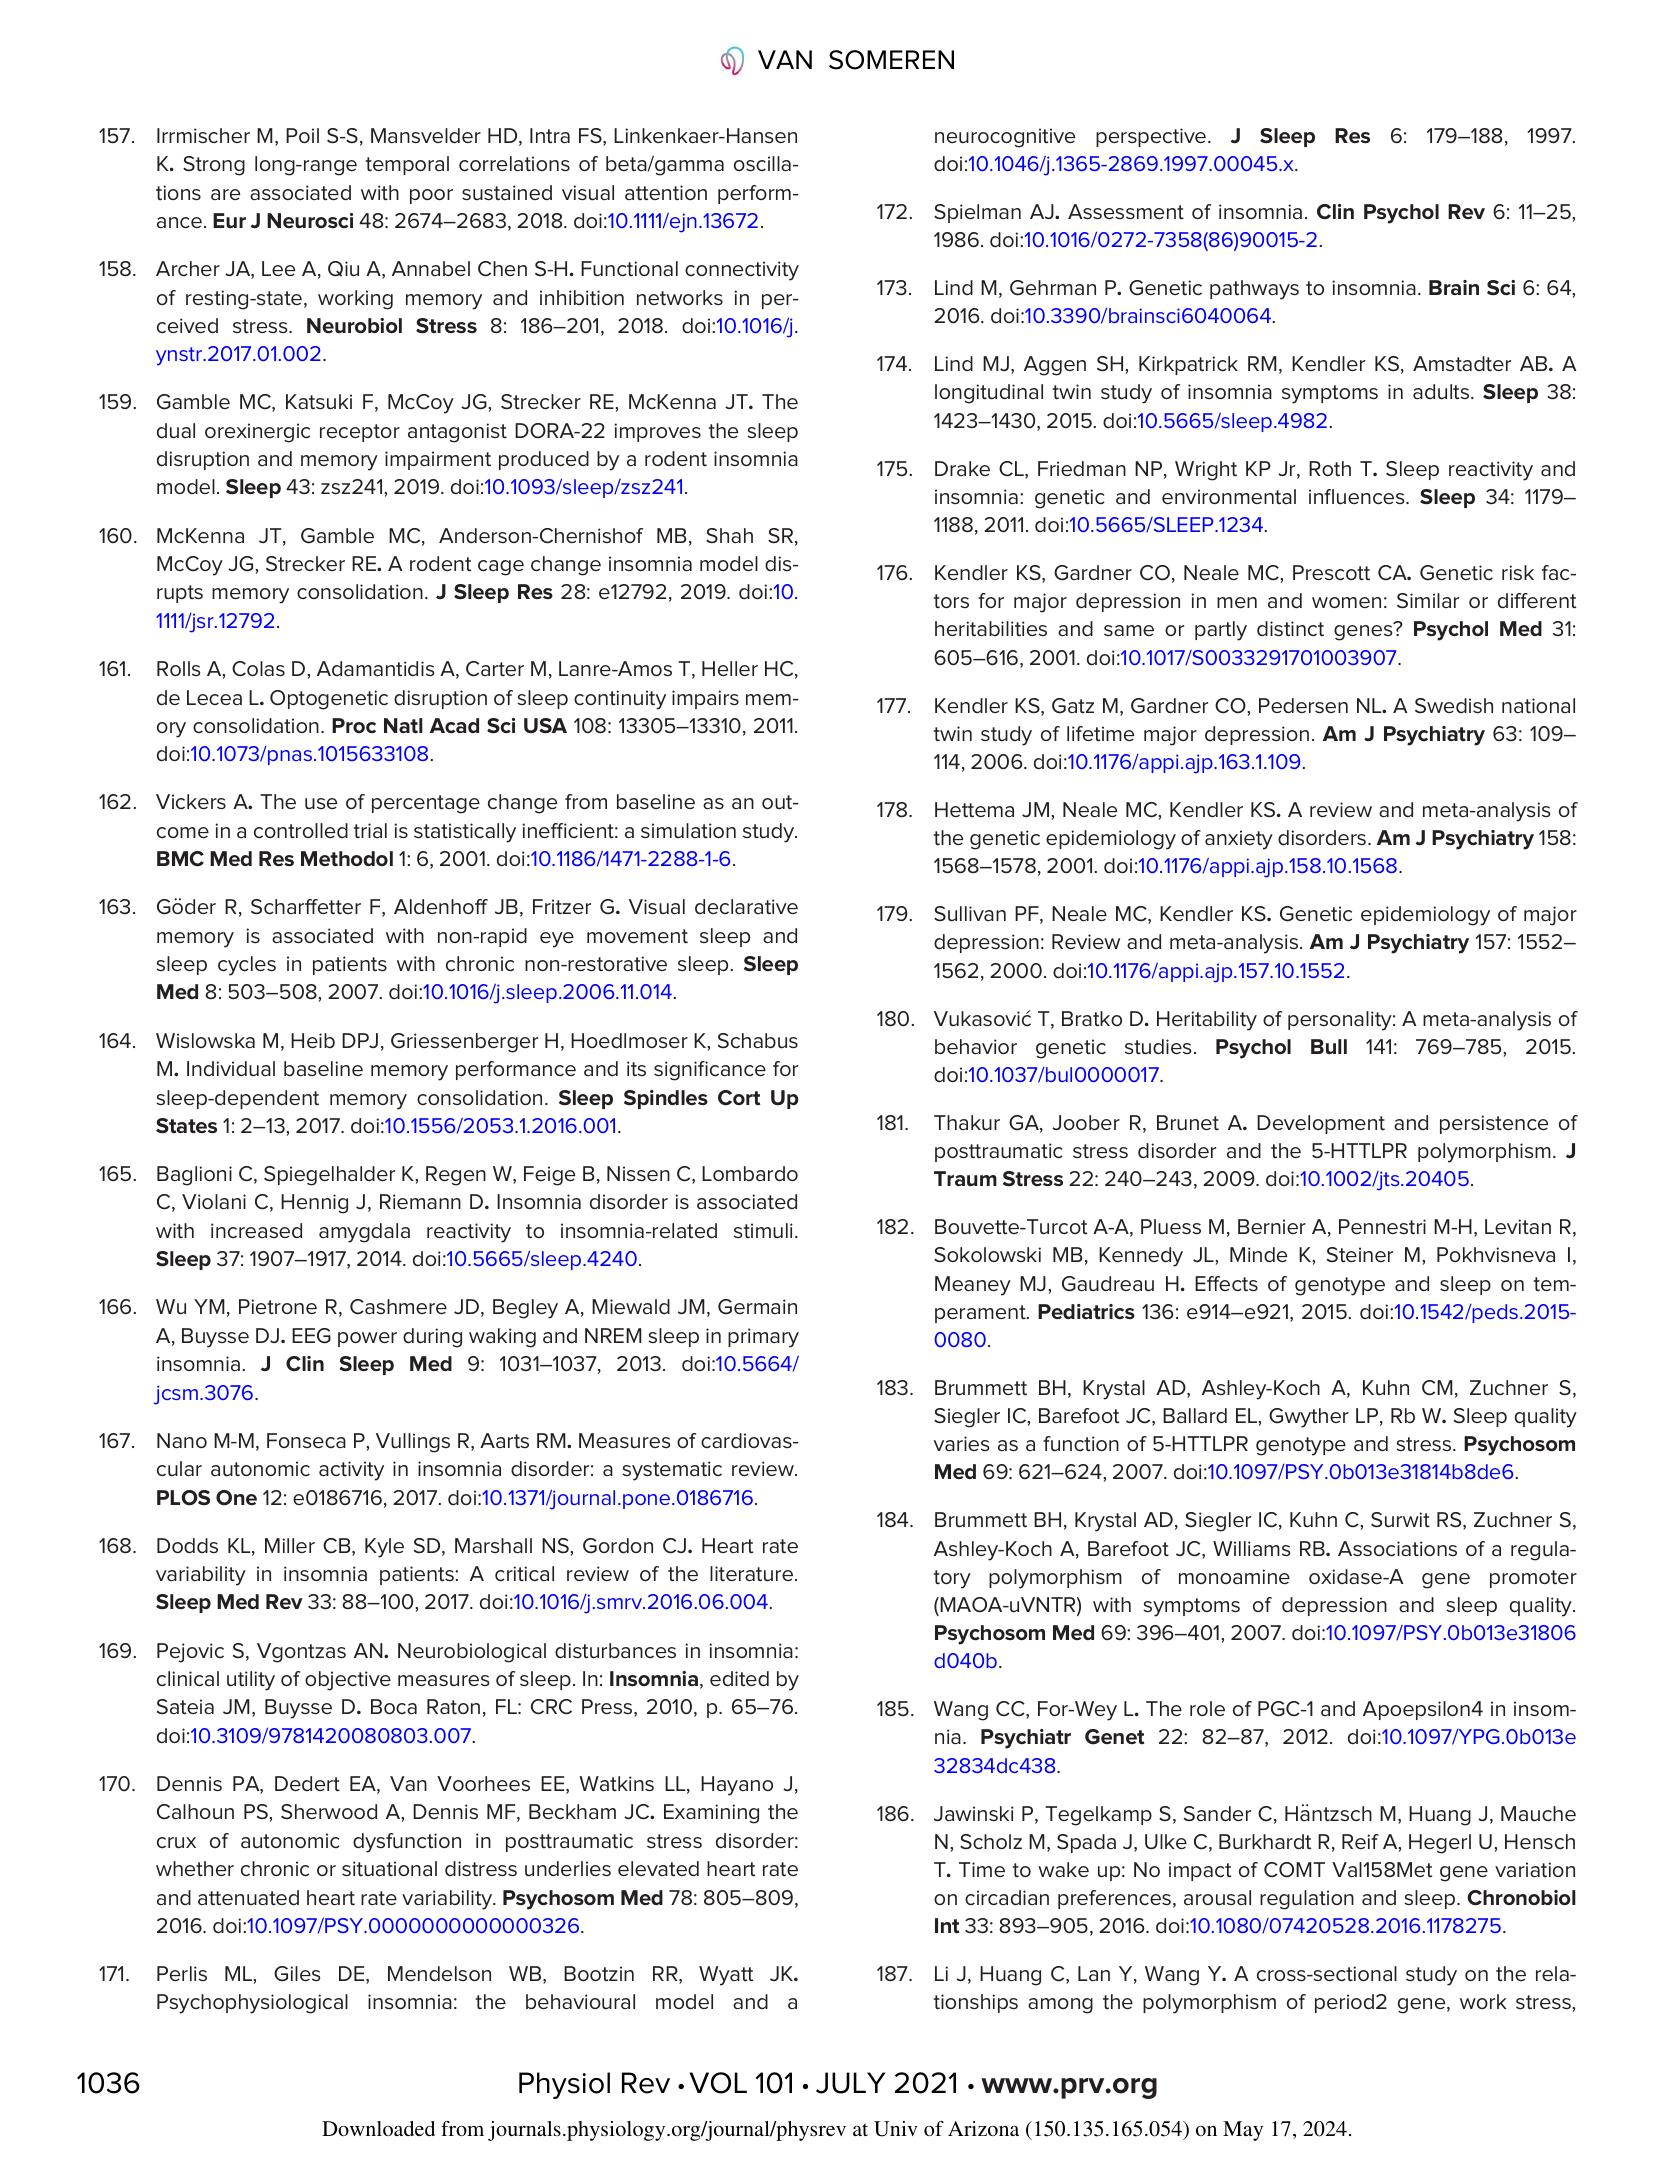 VAN SOMEREN
157. Irmischer M, Poil S-S, Mansvelder HD, Intra FS, Linkenkaer-Hansen
K. Strong long-range temporal correlations of beta/gamma oscilla-
tions are associated with poor sustained visual attention perform-
ance. Eur J Neurosci 48: 2674–2683, 2018. doi:10.1111/ejn.13672.
158. Archer JA, Lee A, Qiu A, Annabel Chen S-H. Functional connectivity
of resting-state, working memory and inhibition networks in per-
ceived stress. Neurobiol Stress 8: 186–201, 2018. doi:10.1016/j.
ynstr.2017.01.002.
159. Gamble MC, Katsuki F, McCoy JG, Strecker RE, McKenna JT. The
dual orexinergic receptor antagonist DORA-22 improves the sleep
disruption and memory impairment produced by a rodent insomnia
model. Sleep 43: zsz241, 2019. doi:10.1093/sleep/zsz241.
160. McKenna JT, Gamble MC, Anderson-Chernishof MB, Shah SR,
McCoy JG, Strecker RE. A rodent cage change insomnia model dis-
rupts memory consolidation. J Sleep Res 28: e12792, 2019. doi:10.
1111/jsr.12792.
161. Rolls A, Colas D, Adamantidis A, Carter M, Lanre-Amos T, Heller HC,
de Lecea L. Optogenetic disruption of sleep continuity impairs mem-
ory consolidation. Proc Natl Acad Sci USA 108: 13305–13310, 2011.
doi:10.1073/pnas.1015633108.
162. Vickers A. The use of percentage change from baseline as an out-
come in a controlled trial is statistically inefficient: a simulation study.
BMC Med Res Methodol 1: 6, 2001. doi:10.1186/1471-2288-1-6.
163. Göder R, Scharffetter F, Aldenhoff JB, Fritzer G. Visual declarative
memory is associated with non-rapid eye movement sleep and
sleep cycles in patients with chronic non-restorative sleep. Sleep
Med 8: 503–508, 2007. doi:10.1016/j.sleep.2006.11.014.
164. Wislowska M, Heib DPJ, Griessenberger H, Hoedlmoser K, Schabus
M. Individual baseline memory performance and its significance for
sleep-dependent memory consolidation. Sleep Spindles Cort Up
States 1: 2–13, 2017. doi:10.1556/2053.1.2016.001.
165. Baglioni C, Spiegelhalder K, Regen W, Feige B, Nissen C, Lombardo
C, Violani C, Hennig J, Riemann D. Insomnia disorder is associated
with increased amygdala reactivity to insomnia-related stimuli.
Sleep 37: 1907–1917, 2014. doi:10.5665/sleep.4240.
166. Wu YM, Pietrone R, Cashmere JD, Begley A, Miewald JM, Germain
A, Buysse DJ. EEG power during waking and NREM sleep in primary
insomnia. J Clin Sleep Med 9: 1031–1037, 2013. doi:10.5664/
jcsm.3076.
167. Nano M-M, Fonseca P, Vullings R, Aarts RM. Measures of cardiovas-
cular autonomic activity in insomnia disorder: a systematic review.
PLOS One 12: e0186716, 2017. doi:10.1371/journal.pone.0186716.
168. Dodds KL, Miller CB, Kyle SD, Marshall NS, Gordon CJ. Heart rate
variability in insomnia patients: A critical review of the literature.
Sleep Med Rev 33: 88–100, 2017. doi:10.1016/j.smrv.2016.06.004.
169. Pejovic S, Vgontzas AN. Neurobiological disturbances in insomnia:
clinical utility of objective measures of sleep. In: Insomnia, edited by
Sateia JM, Buysse D. Boca Raton, FL: CRC Press, 2010, p. 65–76.
doi:10.3109/9781420080803.007.
170. Dennis PA, Dedert EA, Van Voorhees EE, Watkins LL, Hayano J,
Calhoun PS, Sherwood A, Dennis MF, Beckham JC. Examining the
crux of autonomic dysfunction in posttraumatic stress disorder:
whether chronic or situational distress underlies elevated heart rate
and attenuated heart rate variability. Psychosom Med 78: 805–809,
2016. doi:10.1097/PSY.0000000000000326.
171. Perlis ML, Giles DE, Mendelson WB, Bootzin RR, Wyatt JK.
Psychophysiological insomnia: the behavioural model and a
neurocognitive perspective. J Sleep Res 6: 179–188, 1997.
doi:10.1046/j.1365-2869.1997.00045.x.
172. Spielman AJ. Assessment of insomnia. Clin Psychol Rev 6: 11–25,
1986. doi:10.1016/0272-7358(86)90015-2.
173. Lind M, Gehrman P. Genetic pathways to insomnia. Brain Sci 6: 64,
2016. doi:10.3390/brainsci6040064.
174. Lind MJ, Aggen SH, Kirkpatrick RM, Kendler KS, Amstadter AB. A
longitudinal twin study of insomnia symptoms in adults. Sleep 38:
1423–1430, 2015. doi:10.5665/sleep.4982.
175. Drake CL, Friedman NP, Wright KP Jr, Roth T. Sleep reactivity and
insomnia: genetic and environmental influences. Sleep 34: 1179–
1188, 2011. doi:10.5665/SLEEP.1234.
176. Kendler KS, Gardner CO, Neale MC, Prescott CA. Genetic risk fac-
tors for major depression in men and women: Similar or different
heritabilities and same or partly distinct genes? Psychol Med 31:
605–616, 2001. doi:10.1017/S0033291701003907.
177. Kendler KS, Gatz M, Gardner CO, Pedersen NL. A Swedish national
twin study of lifetime major depression. Am J Psychiatry 63: 109–
114, 2006. doi:10.1176/appi.ajp.163.1.109.
178. Hettema JM, Neale MC, Kendler KS. A review and meta-analysis of
the genetic epidemiology of anxiety disorders. Am J Psychiatry 158:
1568–1578, 2001. doi:10.1176/appi.ajp.158.10.1568.
179. Sullivan PF, Neale MC, Kendler KS. Genetic epidemiology of major
depression: Review and meta-analysis. Am J Psychiatry 157: 1552–
1562, 2000. doi:10.1176/appi.ajp.157.10.1552.
180. Vukasović T, Bratko D. Heritability of personality: A meta-analysis of
behavior genetic studies. Psychol Bull 141: 769–785, 2015.
doi:10.1037/bul0000017.
181. Thakur GA, Joober R, Brunet A. Development and persistence of
posttraumatic stress disorder and the 5-HTTLPR polymorphism. J
Traum Stress 22: 240–243, 2009. doi:10.1002/jts.20405.
182. Bouvette-Turcot A-A, Pluess M, Bernier A, Pennestri M-H, Levitan R,
Sokolowski MB, Kennedy JL, Minde K, Steiner M, Pokhvisneva I,
Meaney MJ, Gaudreau H. Effects of genotype and sleep on tem-
perament. Pediatrics 136: e914–e921, 2015. doi:10.1542/peds.2015-
0080.
183. Brummett BH, Krystal AD, Ashley-Koch A, Kuhn CM, Zuchner S,
Siegler IC, Barefoot JC, Ballard EL, Gwyther LP, Rb W. Sleep quality
varies as a function of 5-HTTLPR genotype and stress. Psychosom
Med 69: 621–624, 2007. doi:10.1097/PSY.0b013e31814b8de6.
184. Brummett BH, Krystal AD, Siegler IC, Kuhn C, Surwit RS, Zuchner S,
Ashley-Koch A, Barefoot JC, Williams RB. Associations of a regula-
tory polymorphism of monoamine oxidase-A gene promoter
(MAOA-uVNTR) with symptoms of depression and sleep quality.
Psychosom Med 69: 396–401, 2007. doi:10.1097/PSY.0b013e31806
d040b.
185. Wang CC, For-Wey L. The role of PGC-1 and Apoepsilon4 in insom-
nia. Psychiatr Genet 22: 82–87, 2012. doi:10.1097/YPG.0b013e
32834dc438.
186. Jawinski P, Tegelkamp S, Sander C, Häntzsch M, Huang J, Mauche
N, Scholz M, Spada J, Ulke C, Burkhardt R, Reif A, Hegerl U, Hensch
T. Time to wake up: No impact of COMT Val158Met gene variation
on circadian preferences, arousal regulation and sleep. Chronobiol
Int 33: 893–905, 2016. doi:10.1080/07420528.2016.1178275.
187. Li J, Huang C, Lan Y, Wang Y. A cross-sectional study on the rela-
tionships among the polymorphism of period2 gene, work stress,
1036 Physiol Rev • VOL 101 • JULY 2021 • www.prv.org
Downloaded from journals.physiology.org/journal/physrev at Univ of Arizona (150.135.165.054) on May 17, 2024.